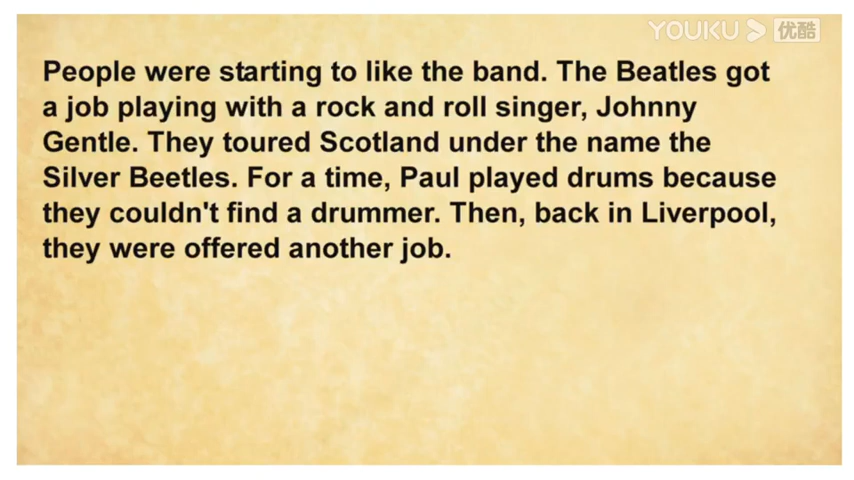 YOUKU 优酷
People were starting to like the band. The Beatles got
a job playing with a rock and roll singer, Johnny
Gentle. They toured Scotland under the name the
Silver Beetles. For a time, Paul played drums because
they couldn't find a drummer. Then, back in Liverpool,
they were offered another job.